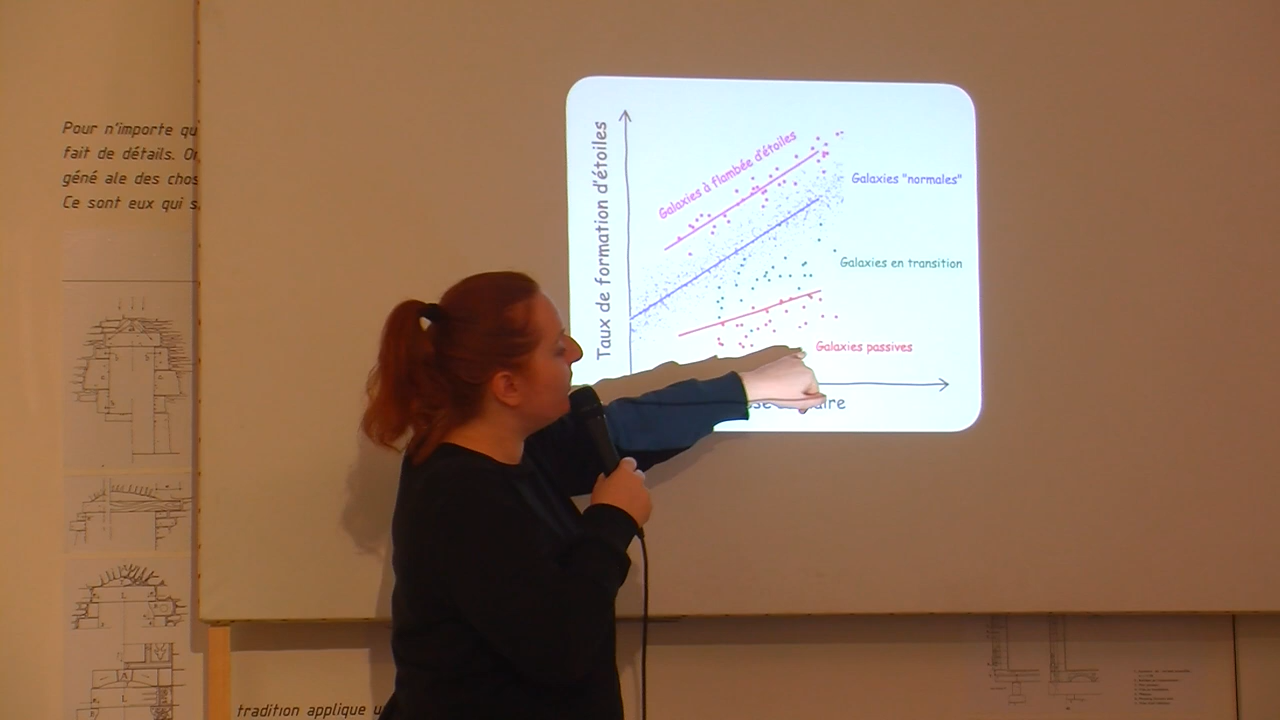 Pour n'importe qu
fait de détails. O
géné ale des chos
Ce sont eux qui s
Taux de formation d'étoiles
Galaxies à flambée d'étoiles
Galaxies "normales"
Galaxies en transition
Galaxies passives
tradition applique u